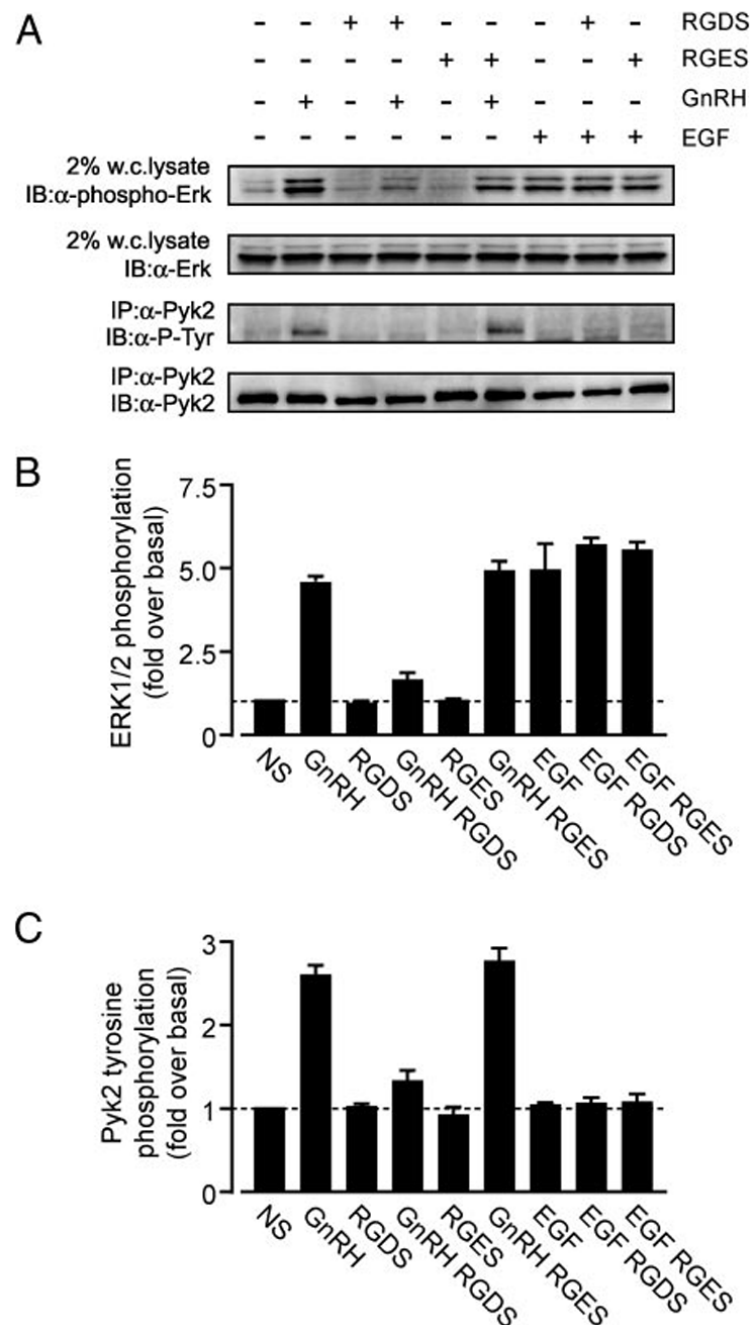 A
- - + + - - - + - RGDS
- - - - + + - - + RGES
- + - + - + - - - GnRH
- - - - - - + + + EGF
2% w.c.lysate
IB:α-phospho-Erk
2% w.c.lysate
IB:α-Erk
IP:α-Pyk2
IB:α-P-Tyr
IP:α-Pyk2
IB:α-Pyk2
B
ERK1/2 phosphorylation
(fold over basal)
7.5
5.0
2.5
0
NS
GnRH
RGDS
GnRH RGDS
RGES
GnRH RGES
EGF
EGF RGDS
EGF RGES
C
Pyk2 tyrosine
phosphorylation
(fold over basal)
3
2
1
0
NS
GnRH
RGDS
GnRH RGDS
RGES
GnRH RGES
EGF
EGF RGDS
EGF RGES